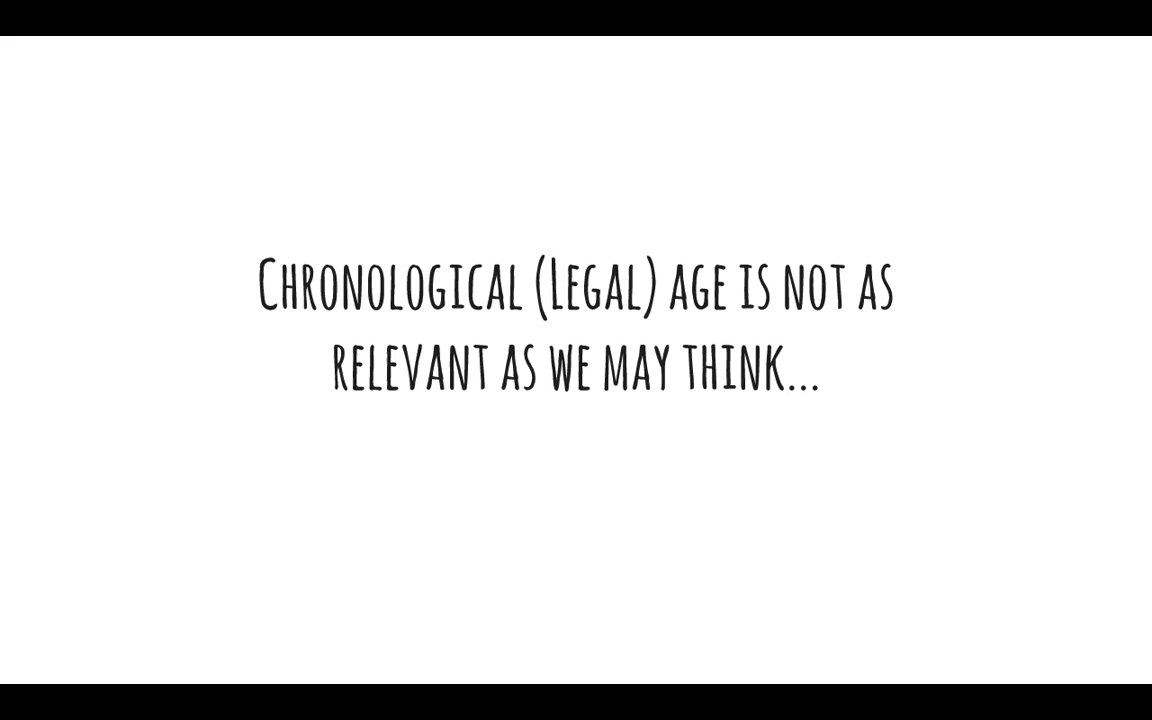 Chronological (Legal) age is not as
relevant as we may think...